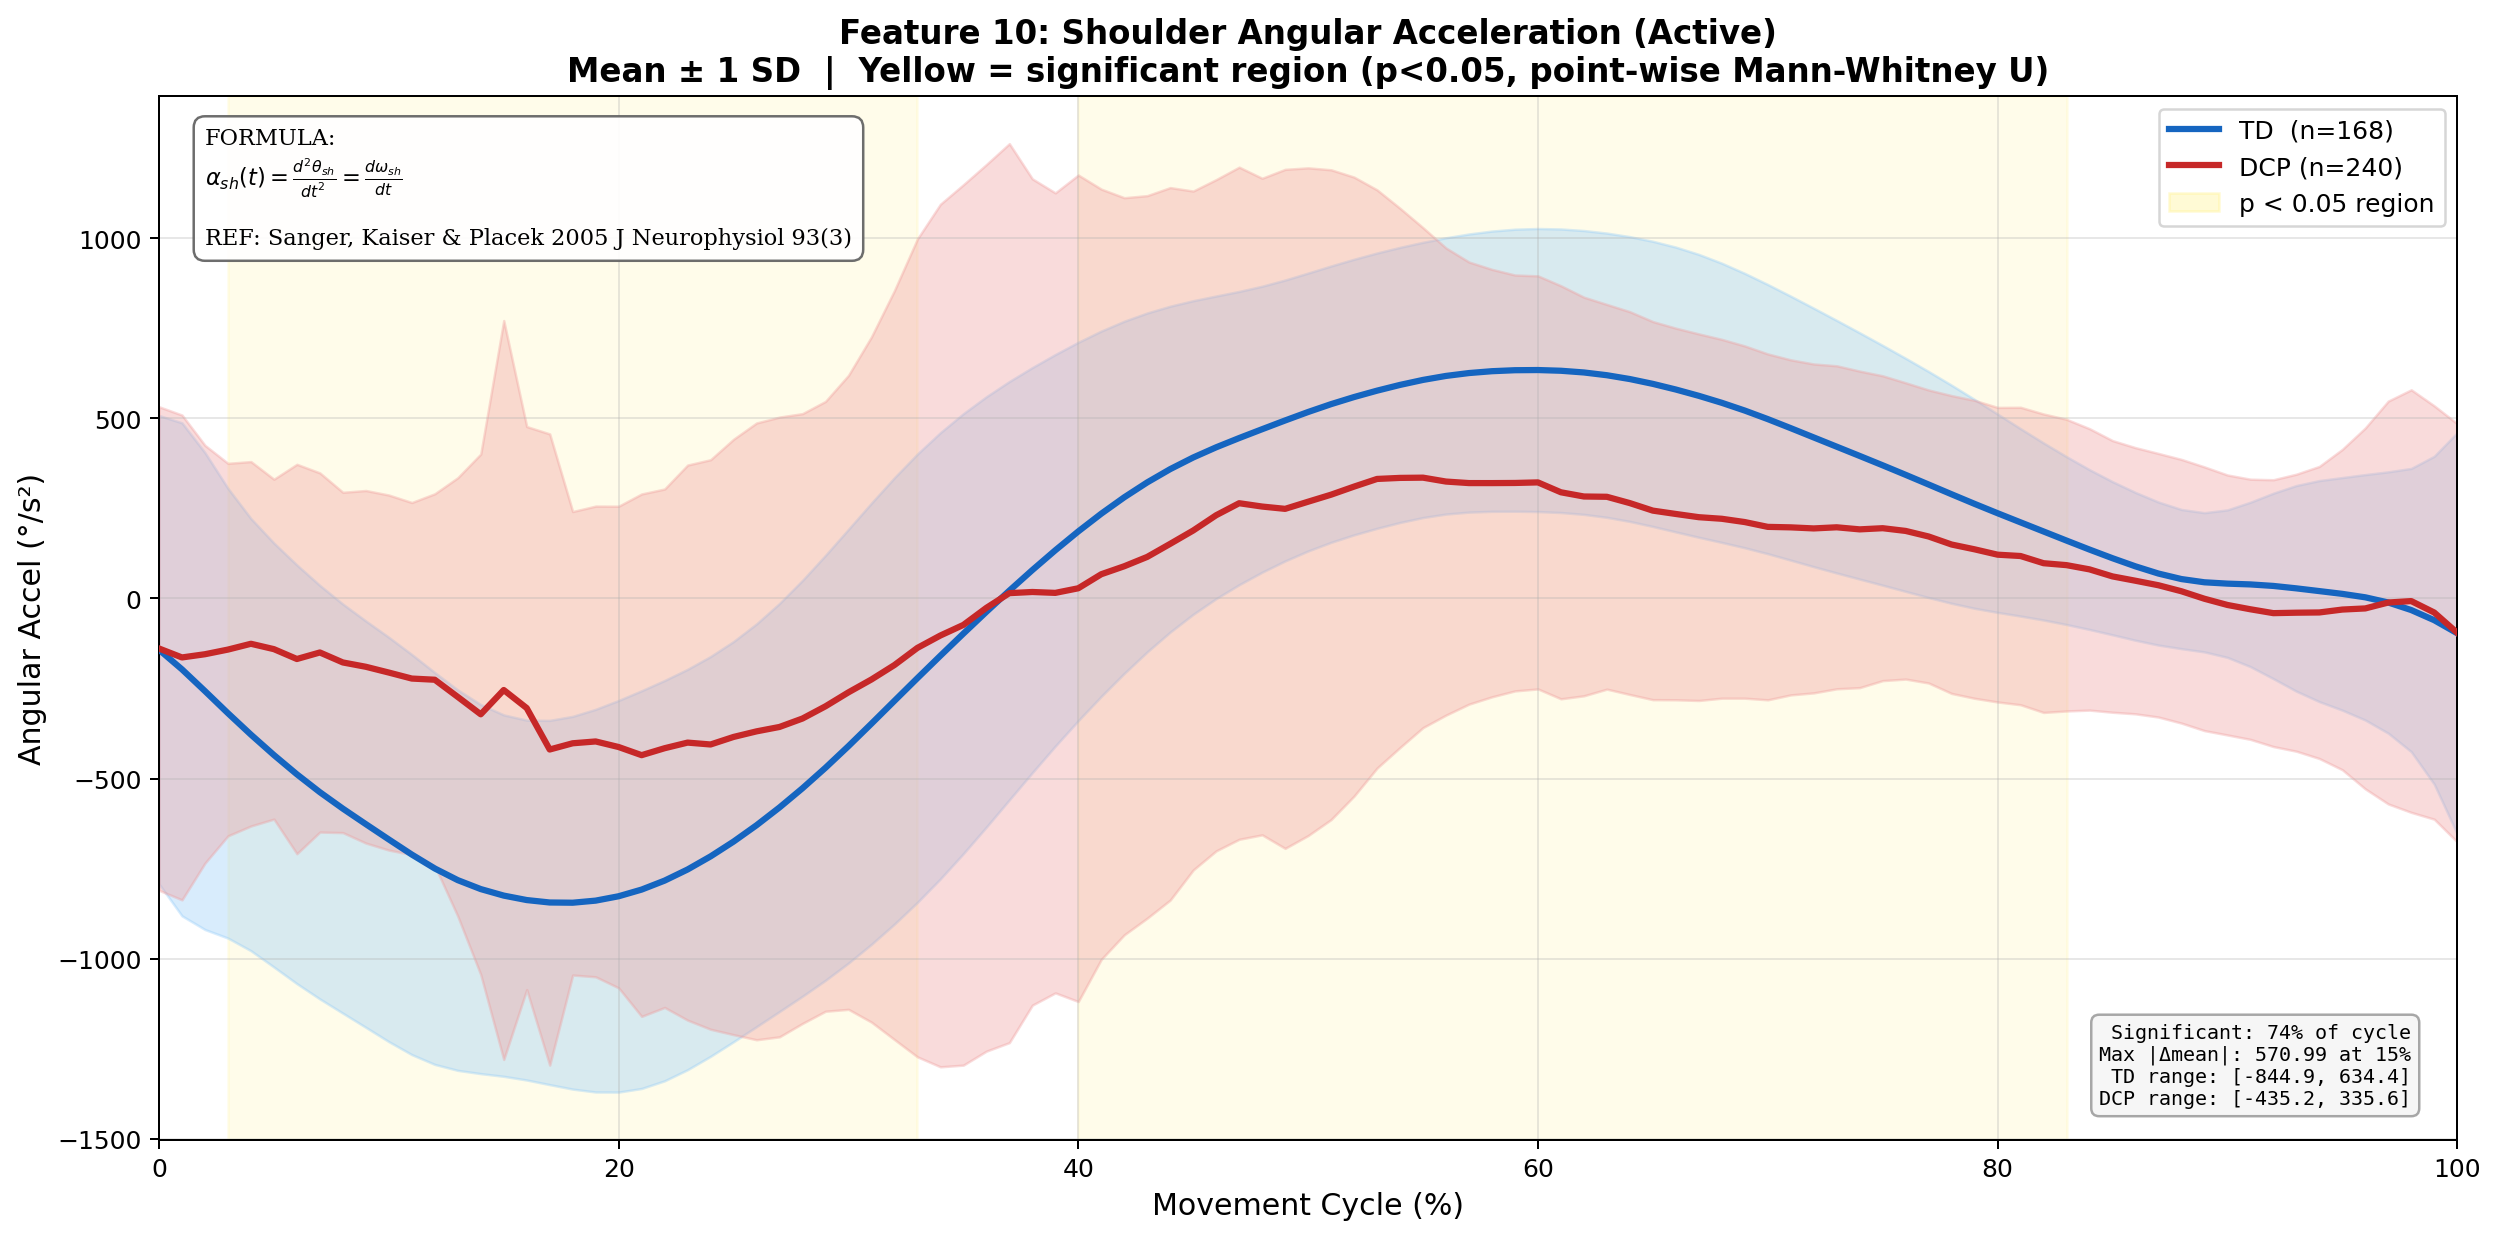 Feature 10: Shoulder Angular Acceleration (Active)
Mean ± 1 SD | Yellow = significant region (p<0.05, point-wise Mann-Whitney U)
FORMULA:
α_sh(t) = d²θ_sh/dt² = dω_sh/dt
REF: Sanger, Kaiser & Placek 2005 J Neurophysiol 93(3)
TD (n=168)
DCP (n=240)
p < 0.05 region
Angular Accel (°/s²)
1000
500
0
−500
−1000
−1500
Significant: 74% of cycle
Max |Δmean|: 570.99 at 15%
TD range: [-844.9, 634.4]
DCP range: [-435.2, 335.6]
0 20 40 60 80 100
Movement Cycle (%)